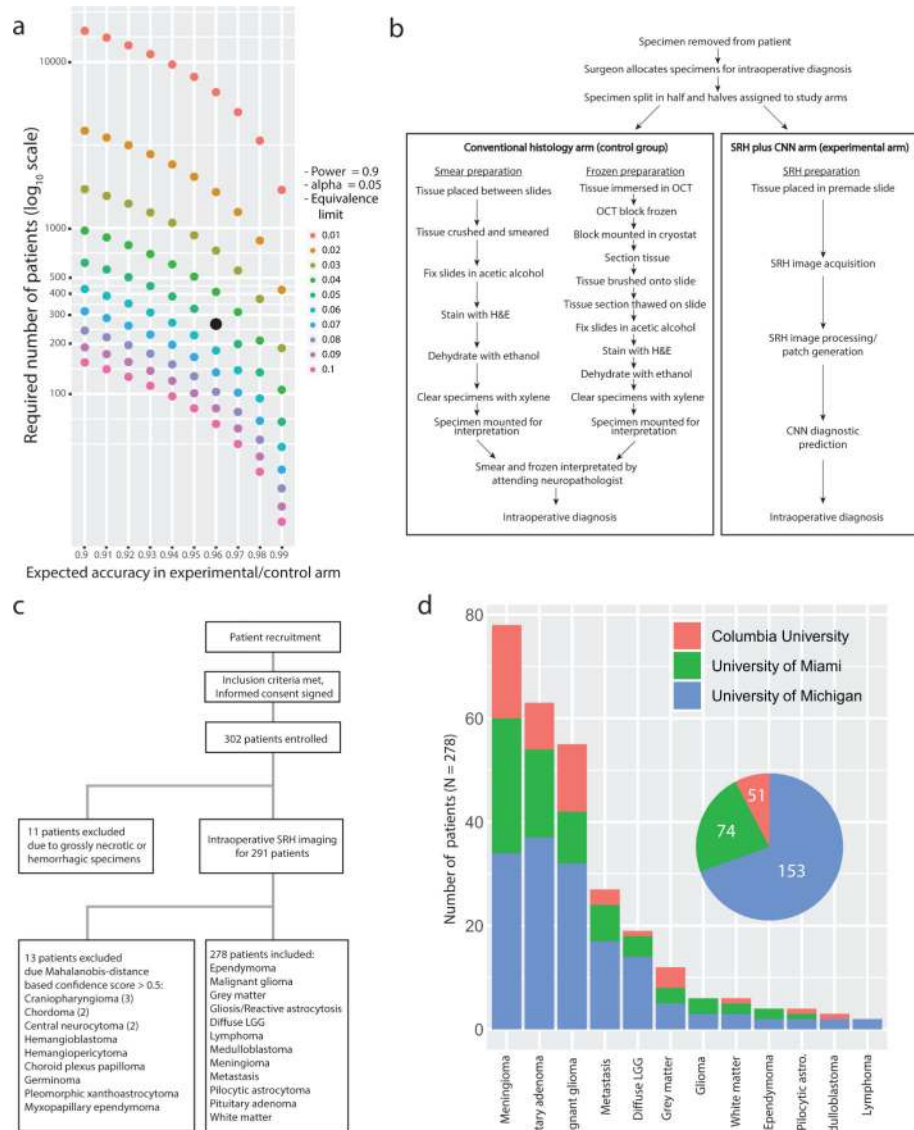 a
Required number of patients (log10 scale)
10000
1000
500
400
300
200
100
0.9 0.91 0.92 0.93 0.94 0.95 0.96 0.97 0.98 0.99
Expected accuracy in experimental/control arm
- Power = 0.9
- alpha = 0.05
- Equivalence
limit
0.01
0.02
0.03
0.04
0.05
0.06
0.07
0.08
0.09
0.1
b
Specimen removed from patient
Surgeon allocates specimens for intraoperative diagnosis
Specimen split in half and halves assigned to study arms
Conventional histology arm (control group)
Smear preparation
Tissue placed between slides
Tissue crushed and smeared
Fix slides in acetic alcohol
Stain with H&E
Dehydrate with ethanol
Clear specimens with xylene
Specimen mounted for
interpretation
Frozen prepararation
Tissue immersed in OCT
OCT block frozen
Block mounted in cryostat
Section tissue
Tissue brushed onto slide
Tissue section thawed on slide
Fix slides in acetic alcohol
Stain with H&E
Dehydrate with ethanol
Clear specimens with xylene
Specimen mounted for
interpretation
Smear and frozen interpretated by
attending neuropathologist
Intraoperative diagnosis
SRH plus CNN arm (experimental arm)
SRH preparation
Tissue placed in premade slide
SRH image acquisition
SRH image processing/
patch generation
CNN diagnostic
prediction
Intraoperative diagnosis
c
Patient recruitment
Inclusion criteria met,
Informed consent signed
302 patients enrolled
11 patients excluded
due to grossly necrotic or
hemorrhagic specimens
Intraoperative SRH imaging
for 291 patients
13 patients excluded
due Mahalanobis-distance
based confidence score > 0.5:
Craniopharyngioma (3)
Chordoma (2)
Central neurocytoma (2)
Hemangioblastoma
Hemangiopericytoma
Choroid plexus papilloma
Germinoma
Pleomorphic xanthoastrocytoma
Myxopapillary ependymoma
278 patients included:
Ependymoma
Malignant glioma
Grey matter
Gliosis/Reactive astrocytosis
Diffuse LGG
Lymphoma
Medulloblastoma
Meningioma
Metastasis
Pilocytic astrocytoma
Pituitary adenoma
White matter
d
Number of patients (N = 278)
80
60
40
20
0
Columbia University
University of Miami
University of Michigan
51
74
153
Meningioma
itary adenoma
gnant glioma
Metastasis
Diffuse LGG
Grey matter
Glioma
White matter
Ependymoma
Pilocytic astro.
dulloblastoma
Lymphoma